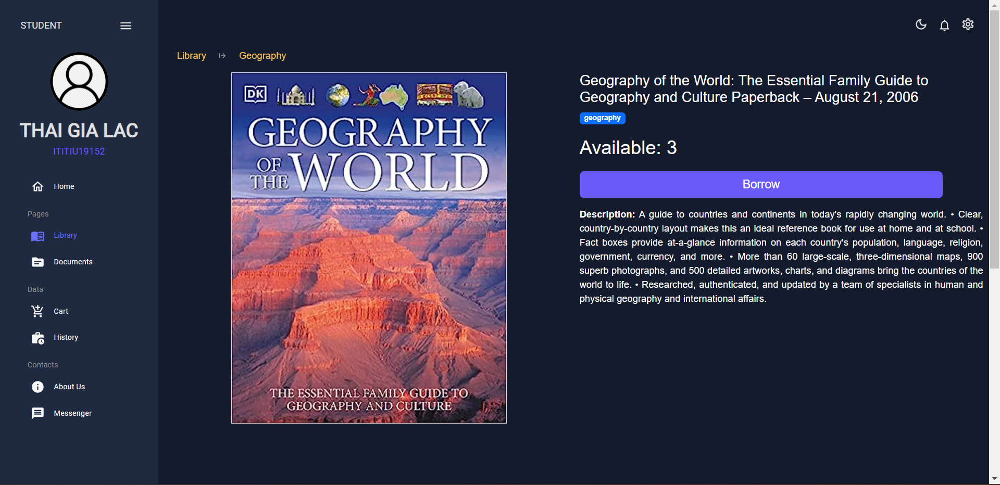 STUDENT
THAI GIA LAC
ITITIU19152
Home
Pages
Library
Documents
Data
Cart
History
Contacts
About Us
Messenger
Library
Geography
DK
GEOGRAPHY
OF
THE WORLD
THE ESSENTIAL FAMILY GUIDE TO
GEOGRAPHY AND CULTURE
Geography of the World: The Essential Family Guide to
Geography and Culture Paperback – August 21, 2006
geography
Available: 3
Borrow
Description: A guide to countries and continents in today's rapidly changing world. • Clear,
country-by-country layout makes this an ideal reference book for use at home and at school. •
Fact boxes provide at-a-glance information on each country's population, language, religion,
government, currency, and more. • More than 60 large-scale, three-dimensional maps, 900
superb photographs, and 500 detailed artworks, charts, and diagrams bring the countries of the
world to life. • Researched, authenticated, and updated by a team of specialists in human and
physical geography and international affairs.